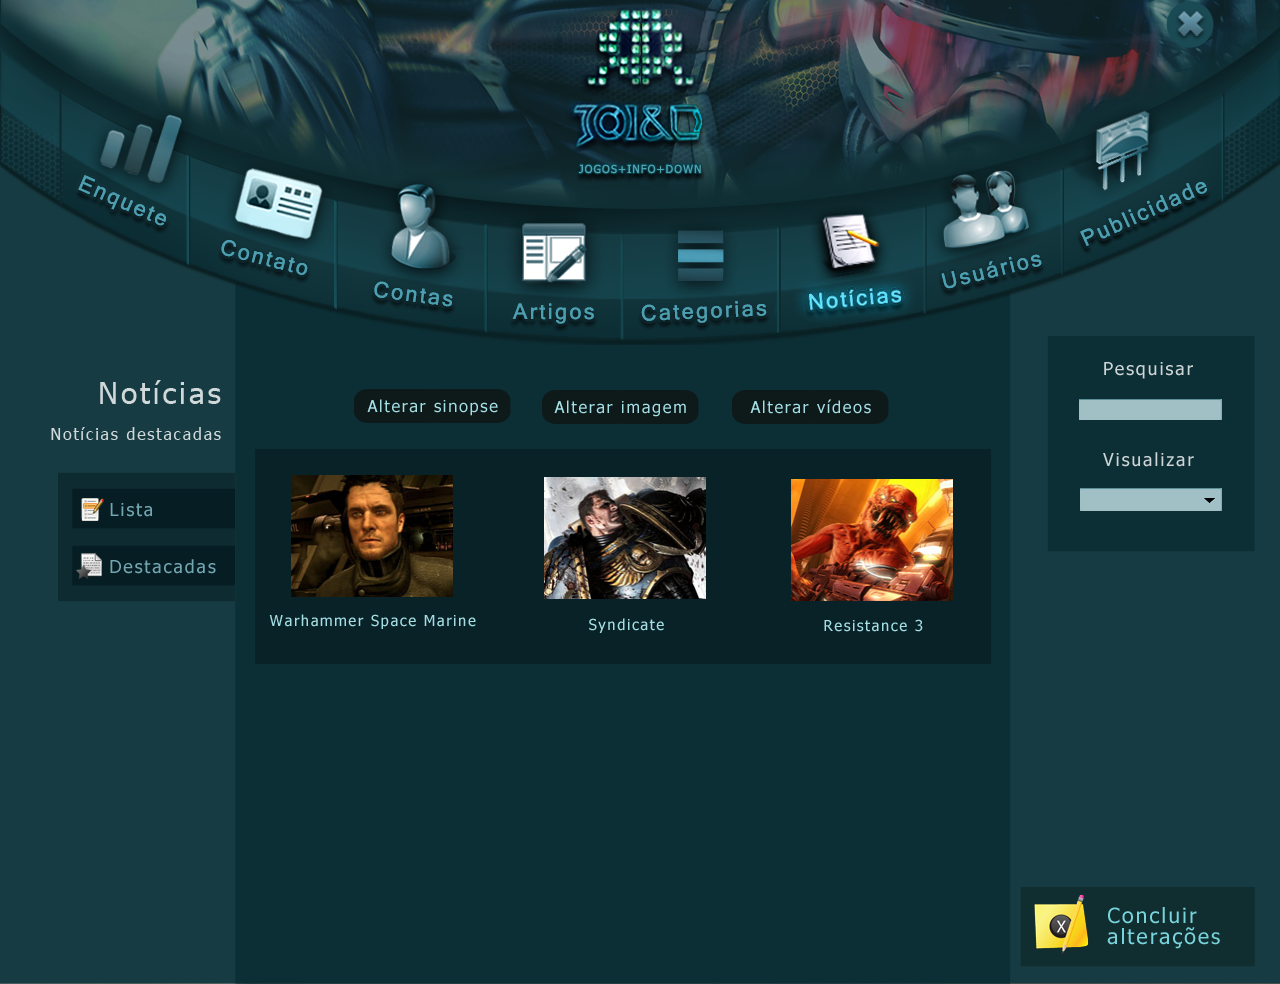 JOI&D
JOGOS+INFO+DOWN
Enquete
Contato
Contas
Artigos
Categorias
Notícias
Usuários
Publicidade
Notícias
Notícias destacadas
Lista
Destacadas
Alterar sinopse
Alterar imagem
Alterar vídeos
Warhammer Space Marine
Syndicate
Resistance 3
Pesquisar
Visualizar
X
Concluir
alterações